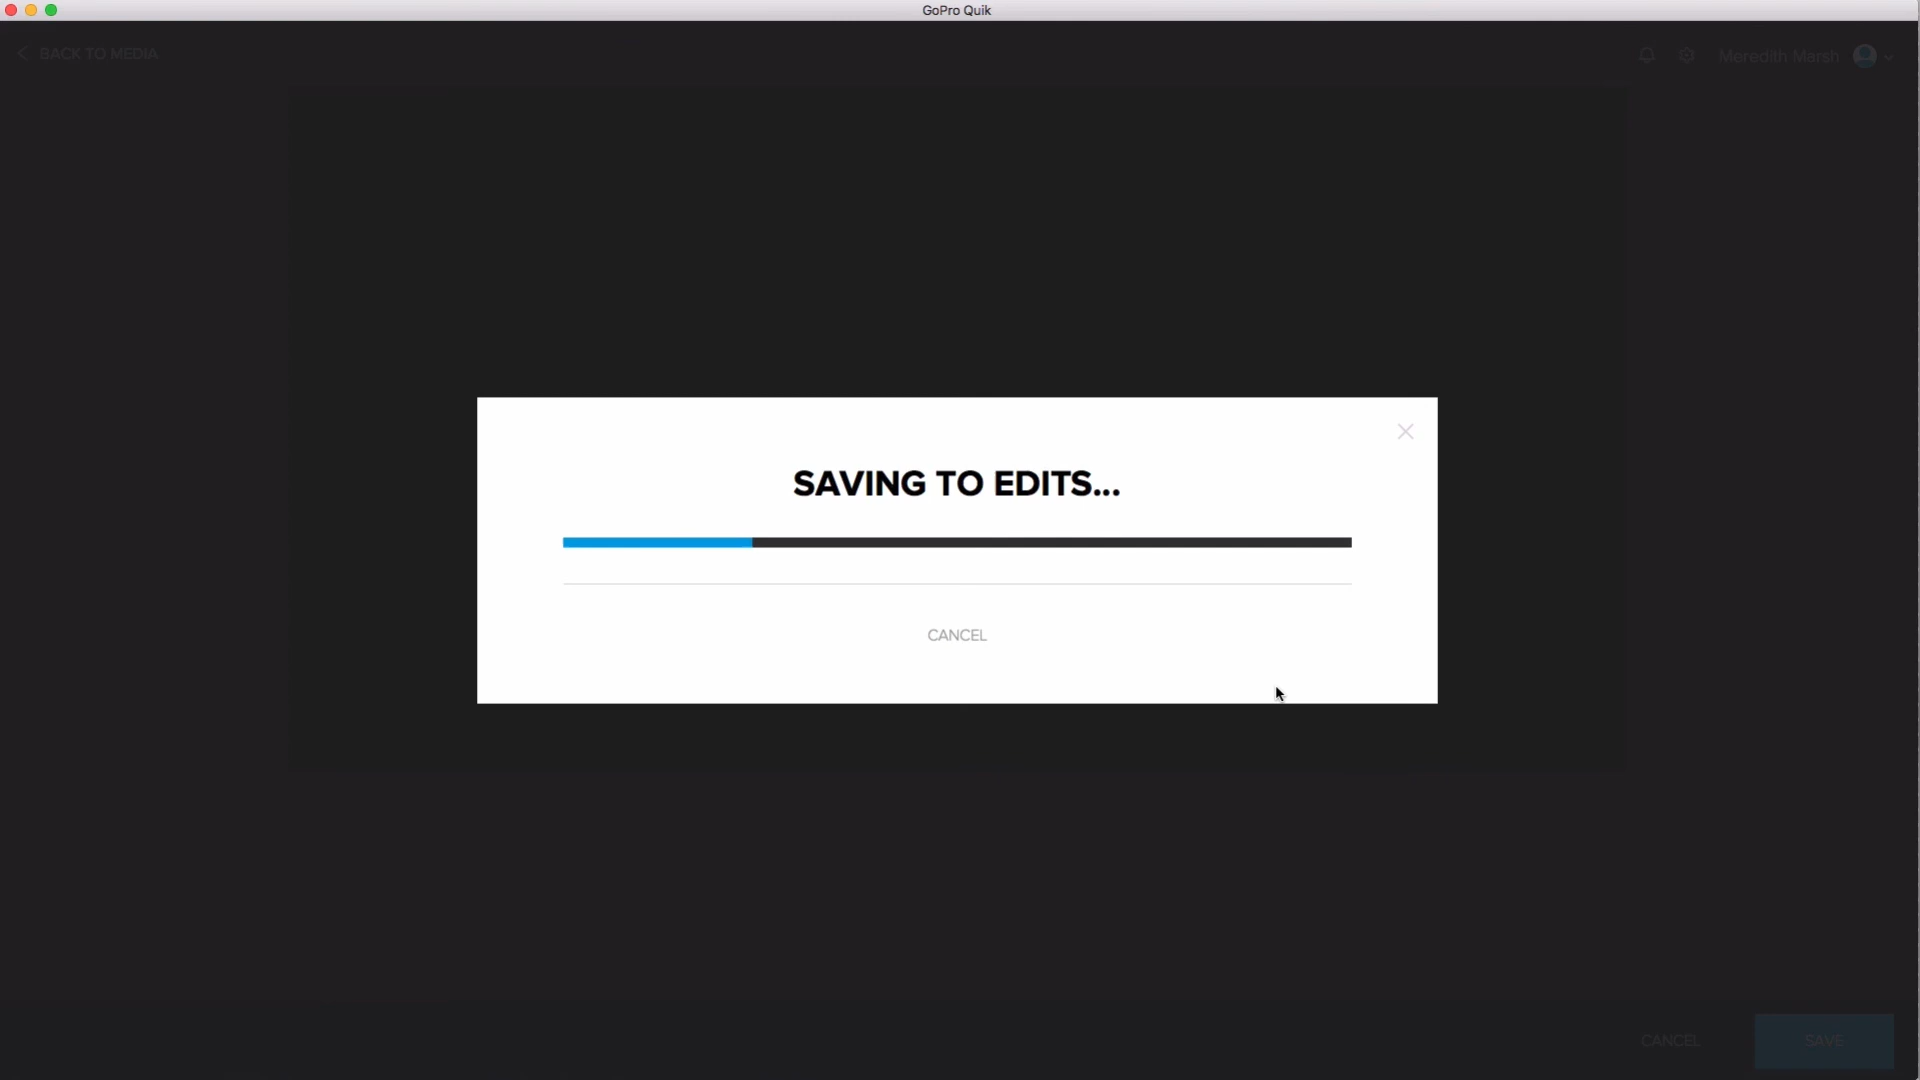 GoPro Quik
BACK TO MEDIA
Meredith Marsh
SAVING TO EDITS...
CANCEL
CANCEL
SAVE